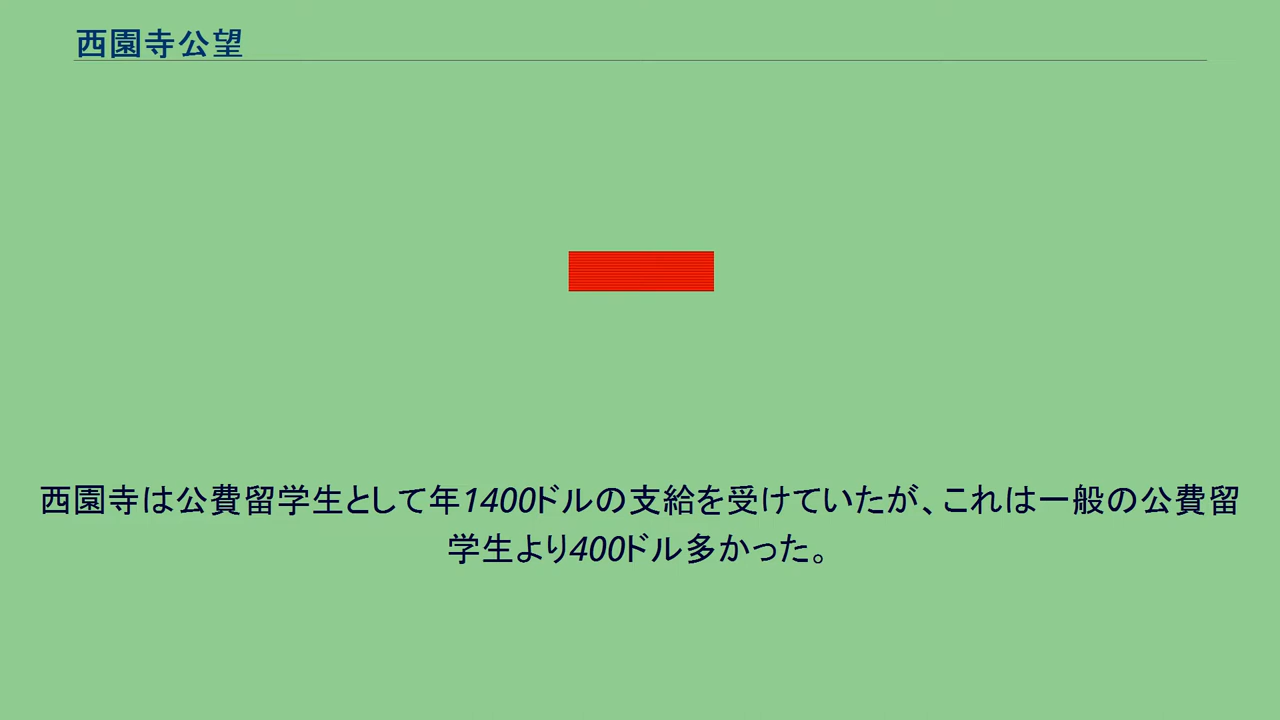 西園寺公望
西園寺は公費留学生として年1400ドルの支給を受けていたが、これは一般の公費留
学生より400ドル多かった。